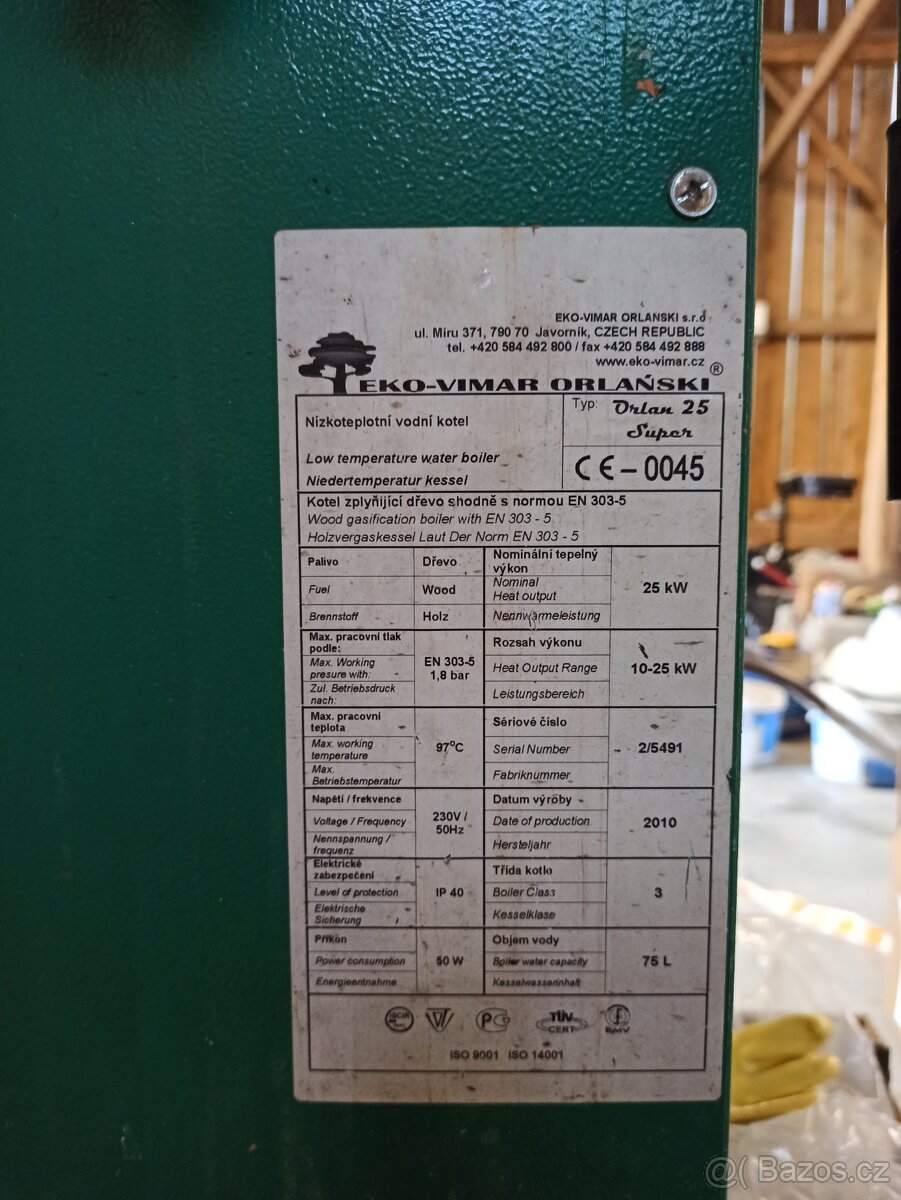 EKO-VIMAR ORLAŃSKI s.r.o
ul. Miru 371, 790 70 Javorník, CZECH REPUBLIC
tel. +420 584 492 800 / fax +420 584 492 888
www.eko-vimar.cz
EKO-VIMAR ORLAŃSKI ®
Nízkoteplotní vodní kotel
Low temperature water boiler
Niedertemperatur kessel
Typ: Orlan 25
Super
CE-0045
Kotel zplyňijící dřevo shodně s normou EN 303-5
Wood gasification boiler with EN 303 - 5
Holzvergaskessel Laut Der Norm EN 303 - 5
Palivo Dřevo
Fuel Wood
Brennstoff Holz
Nominální tepelný
výkon
Nominal
Heat output
Nennwärmeleistung
25 kW
Max. pracovní tlak
podle:
Max. Working
presure with:
Zul. Betriebsdruck
nach:
EN 303-5
1,8 bar
Rozsah výkonu
Heat Output Range
Leistungsbereich
10-25 kW
Max. pracovní
teplota
Max. working
temperature
Max.
Betriebstemperatur
97°C
Sériové číslo
Serial Number
Fabriknummer
2/5491
Napětí / frekvence
Voltage / Frequency
Nennspannung /
frequenz
230V /
50Hz
Datum výroby
Date of production
Hersteljahr
2010
Elektrické
zabezpečení
Level of protection
Elektrische
Sicherung
IP 40
Třída kotlo
Boiler Class
Kesselklase
3
Příkon
Power consumption
Energieentnahme
50 W
Objem vody
Boiler water capacity
Kesselwasserinhalt
75 L
ISCIR
TÜV
CERT
BMV
ISO 9001 ISO 14001
Bazos.cz